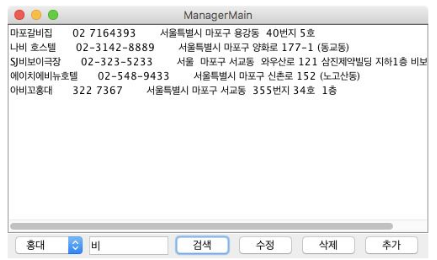 ManagerMain
마포갈비집 02 7164393 서울특별시 마포구 용강동 40번지 5호
나비 호스텔 02-3142-8889 서울특별시 마포구 양화로 177-1 (동교동)
SJ비보이극장 02-323-5233 서울 마포구 서교동 와우산로 121 삼진제약빌딩 지하1층 비보
에이치에비뉴호텔 02-548-9433 서울특별시 마포구 신촌로 152 (노고산동)
아비꼬홍대 322 7367 서울특별시 마포구 서교동 355번지 34호 1층
홍대 비 검색 수정 삭제 추가